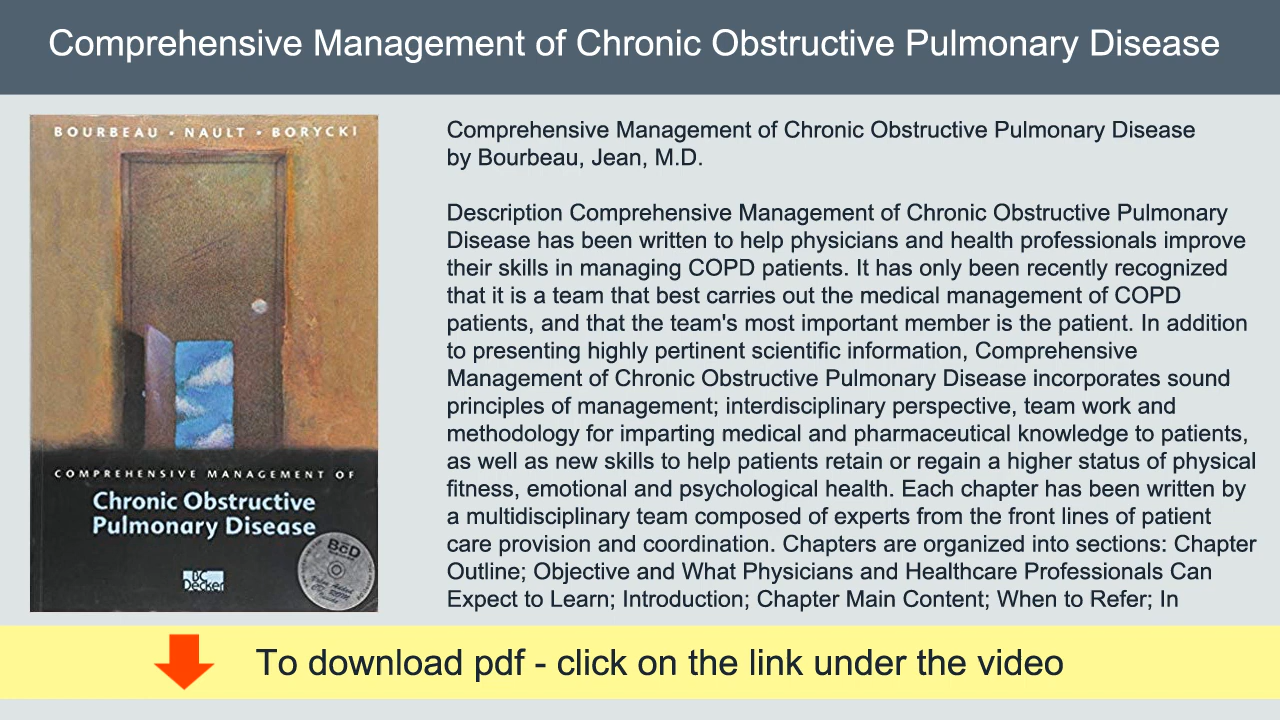 Comprehensive Management of Chronic Obstructive Pulmonary Disease
BOURBEAU • NAULT • BORYCKI
COMPREHENSIVE MANAGEMENT OF
Chronic Obstructive
Pulmonary Disease
BCD
BC
Decker
Comprehensive Management of Chronic Obstructive Pulmonary Disease
by Bourbeau, Jean, M.D.
Description Comprehensive Management of Chronic Obstructive Pulmonary
Disease has been written to help physicians and health professionals improve
their skills in managing COPD patients. It has only been recently recognized
that it is a team that best carries out the medical management of COPD
patients, and that the team's most important member is the patient. In addition
to presenting highly pertinent scientific information, Comprehensive
Management of Chronic Obstructive Pulmonary Disease incorporates sound
principles of management; interdisciplinary perspective, team work and
methodology for imparting medical and pharmaceutical knowledge to patients,
as well as new skills to help patients retain or regain a higher status of physical
fitness, emotional and psychological health. Each chapter has been written by
a multidisciplinary team composed of experts from the front lines of patient
care provision and coordination. Chapters are organized into sections: Chapter
Outline; Objective and What Physicians and Healthcare Professionals Can
Expect to Learn; Introduction; Chapter Main Content; When to Refer; In
To download pdf - click on the link under the video